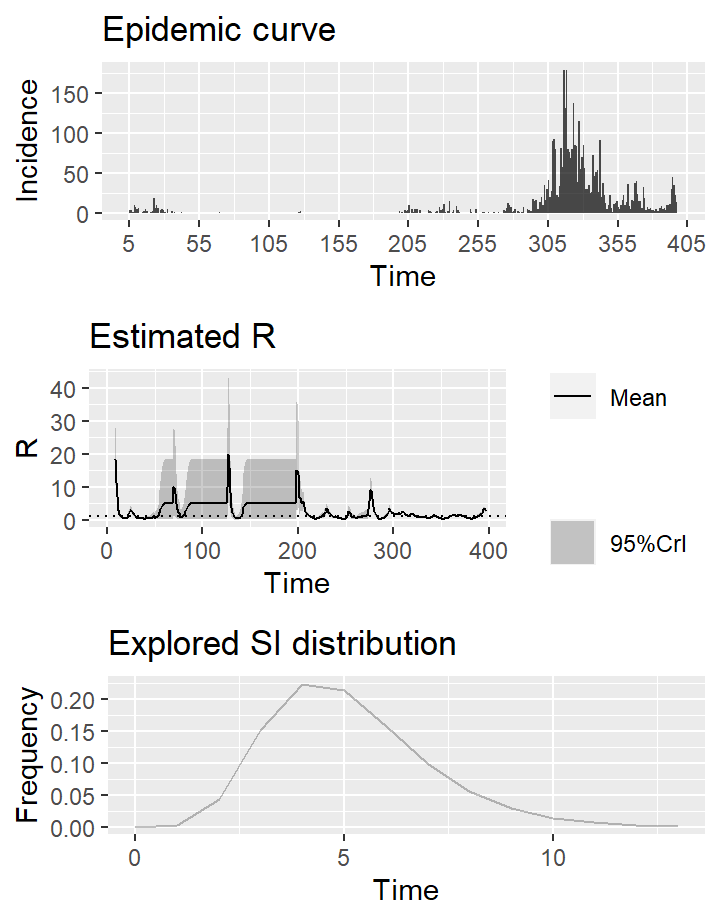 Epidemic curve
Incidence
150
100
50
0
5 55 105 155 205 255 305 355 405
Time
Estimated R
R
40
30
20
10
0
0 100 200 300 400
Time
Mean
95%CrI
Explored SI distribution
Frequency
0.20
0.15
0.10
0.05
0.00
0 5 10
Time